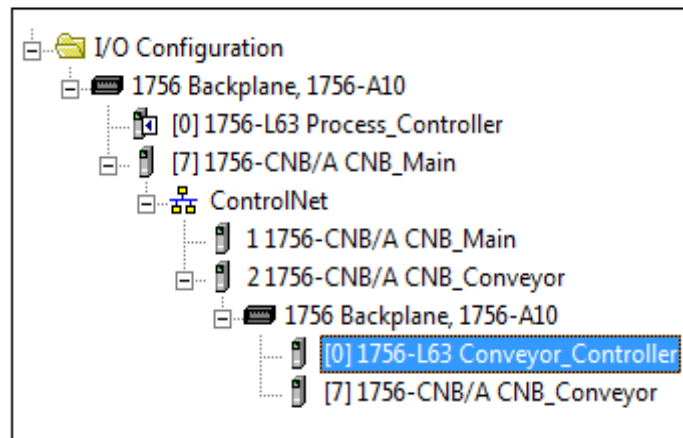 I/O Configuration
1756 Backplane, 1756-A10
[0] 1756-L63 Process_Controller
[7] 1756-CNB/A CNB_Main
ControlNet
1 1756-CNB/A CNB_Main
2 1756-CNB/A CNB_Conveyor
1756 Backplane, 1756-A10
[0] 1756-L63 Conveyor_Controller
[7] 1756-CNB/A CNB_Conveyor